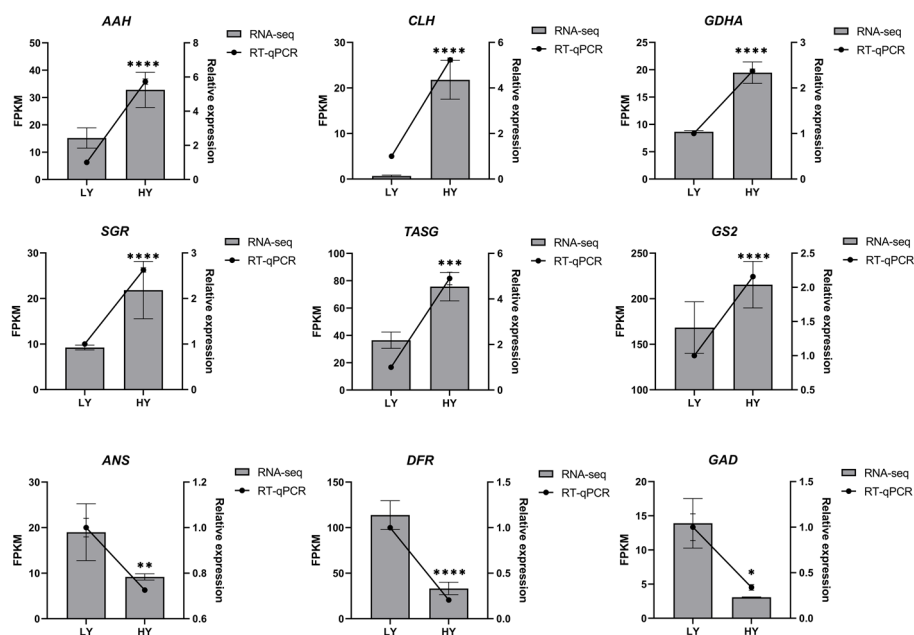 AAH
RNA-seq
RT-qPCR
FPKM
50
40
30
20
10
0
8
6
4
2
0
Relative expression
****
LY
HY
CLH
RNA-seq
RT-qPCR
FPKM
30
20
10
0
6
4
2
0
Relative expression
****
LY
HY
GDHA
RNA-seq
RT-qPCR
FPKM
25
20
15
10
5
0
3
2
1
0
Relative expression
****
LY
HY
SGR
RNA-seq
RT-qPCR
FPKM
30
20
10
0
3
2
1
0
Relative expression
****
LY
HY
TASG
RNA-seq
RT-qPCR
FPKM
100
80
60
40
20
0
6
4
2
0
Relative expression
***
LY
HY
GS2
RNA-seq
RT-qPCR
FPKM
250
200
150
100
2.5
2.0
1.5
1.0
0.5
Relative expression
****
LY
HY
ANS
RNA-seq
RT-qPCR
FPKM
30
20
10
0
1.2
1.0
0.8
0.6
Relative expression
**
LY
HY
DFR
RNA-seq
RT-qPCR
FPKM
150
100
50
0
1.5
1.0
0.5
0.0
Relative expression
****
LY
HY
GAD
RNA-seq
RT-qPCR
FPKM
20
15
10
5
0
1.5
1.0
0.5
0.0
Relative expression
*
LY
HY